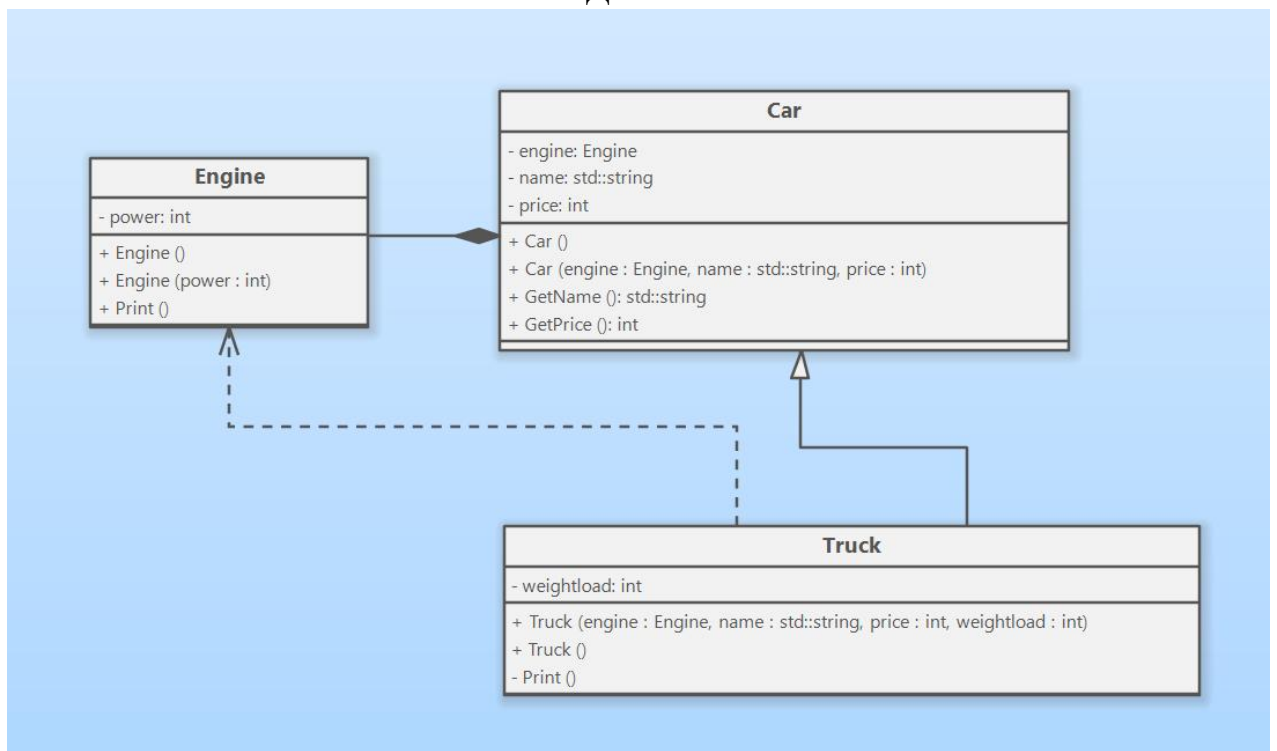 Engine
- power: int
+ Engine ()
+ Engine (power : int)
+ Print ()
Car
- engine: Engine
- name: std::string
- price: int
+ Car ()
+ Car (engine : Engine, name : std::string, price : int)
+ GetName (): std::string
+ GetPrice (): int
Truck
- weightload: int
+ Truck (engine : Engine, name : std::string, price : int, weightload : int)
+ Truck ()
- Print ()